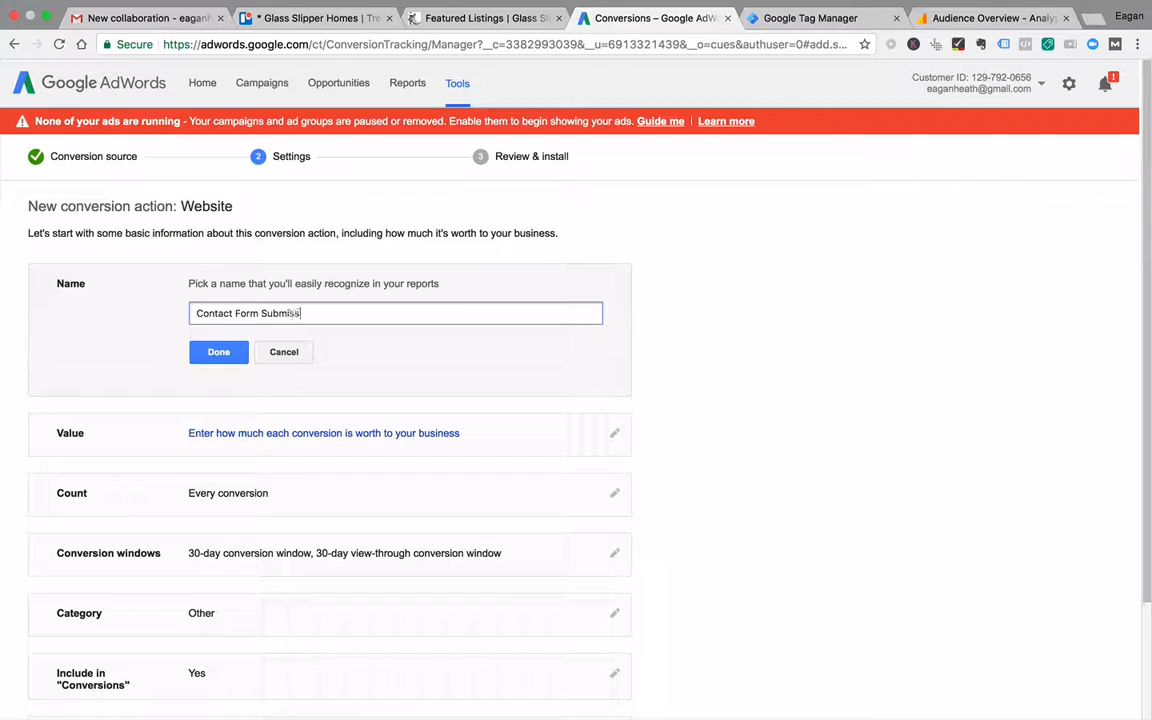 New collaboration - eaganh
* Glass Slipper Homes | Tre
Featured Listings | Glass Sl
Conversions – Google AdW
Google Tag Manager
Audience Overview - Analy
Eagan
Secure
https://adwords.google.com/ct/ConversionTracking/Manager?__c=3382993039&__u=6913321439&__o=cues&authuser=0#add.s...
Google AdWords
Home
Campaigns
Opportunities
Reports
Tools
Customer ID: 129-792-0656
eaganheath@gmail.com
!
None of your ads are running - Your campaigns and ad groups are paused or removed. Enable them to begin showing your ads. Guide me | Learn more
Conversion source
2 Settings
3 Review & install
New conversion action: Website
Let's start with some basic information about this conversion action, including how much it's worth to your business.
Name
Pick a name that you'll easily recognize in your reports
Contact Form Submiss
Done
Cancel
Value
Enter how much each conversion is worth to your business
Count
Every conversion
Conversion windows
30-day conversion window, 30-day view-through conversion window
Category
Other
Include in
"Conversions"
Yes